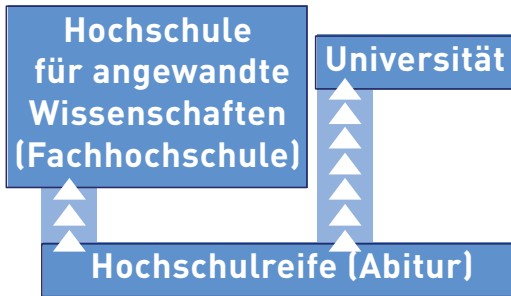 Hochschule
für angewandte
Wissenschaften
(Fachhochschule)
Universität
Hochschulreife (Abitur)